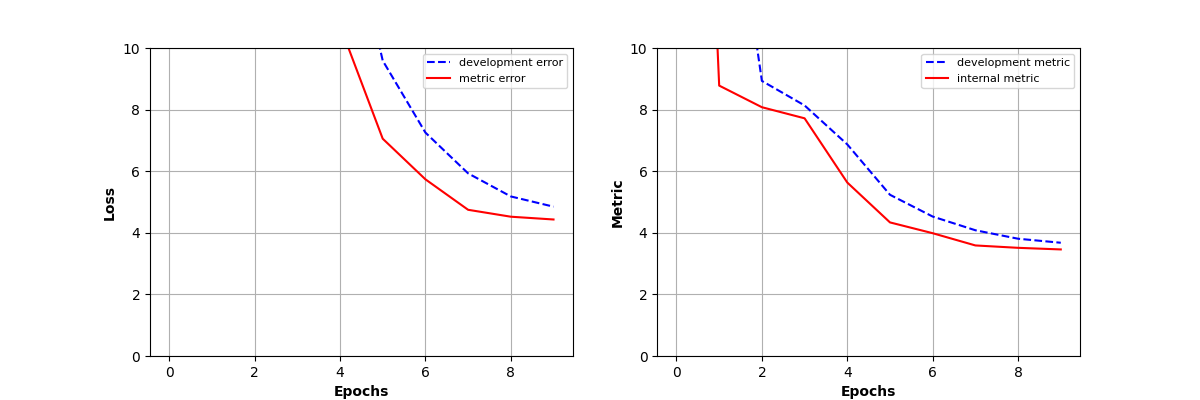 10
8
6
4
2
0
Loss
development error
metric error
0 2 4 6 8
Epochs
10
8
6
4
2
0
Metric
development metric
internal metric
0 2 4 6 8
Epochs